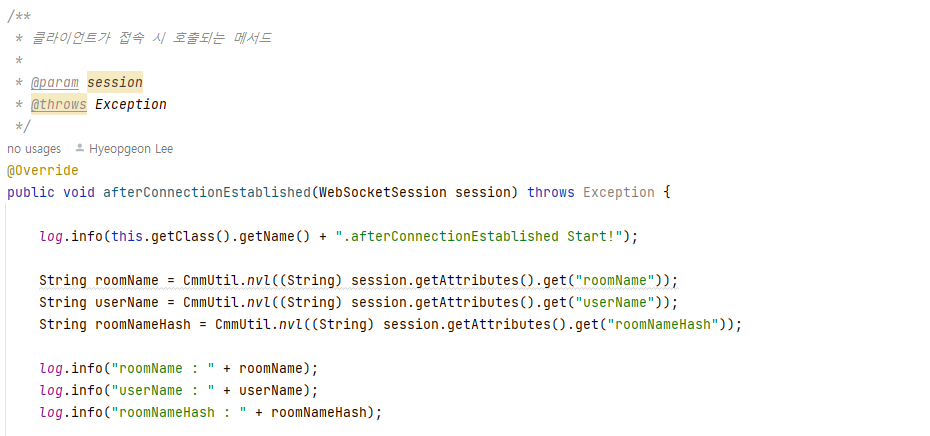 /**
 * 클라이언트가 접속 시 호출되는 메서드
 *
 * @param session
 * @throws Exception
 */
no usages Hyeopgeon Lee
@Override
public void afterConnectionEstablished(WebSocketSession session) throws Exception {
    log.info(this.getClass().getName() + ".afterConnectionEstablished Start!");
    String roomName = CmmUtil.nvl((String) session.getAttributes().get("roomName"));
    String userName = CmmUtil.nvl((String) session.getAttributes().get("userName"));
    String roomNameHash = CmmUtil.nvl((String) session.getAttributes().get("roomNameHash"));
    log.info("roomName : " + roomName);
    log.info("userName : " + userName);
    log.info("roomNameHash : " + roomNameHash);